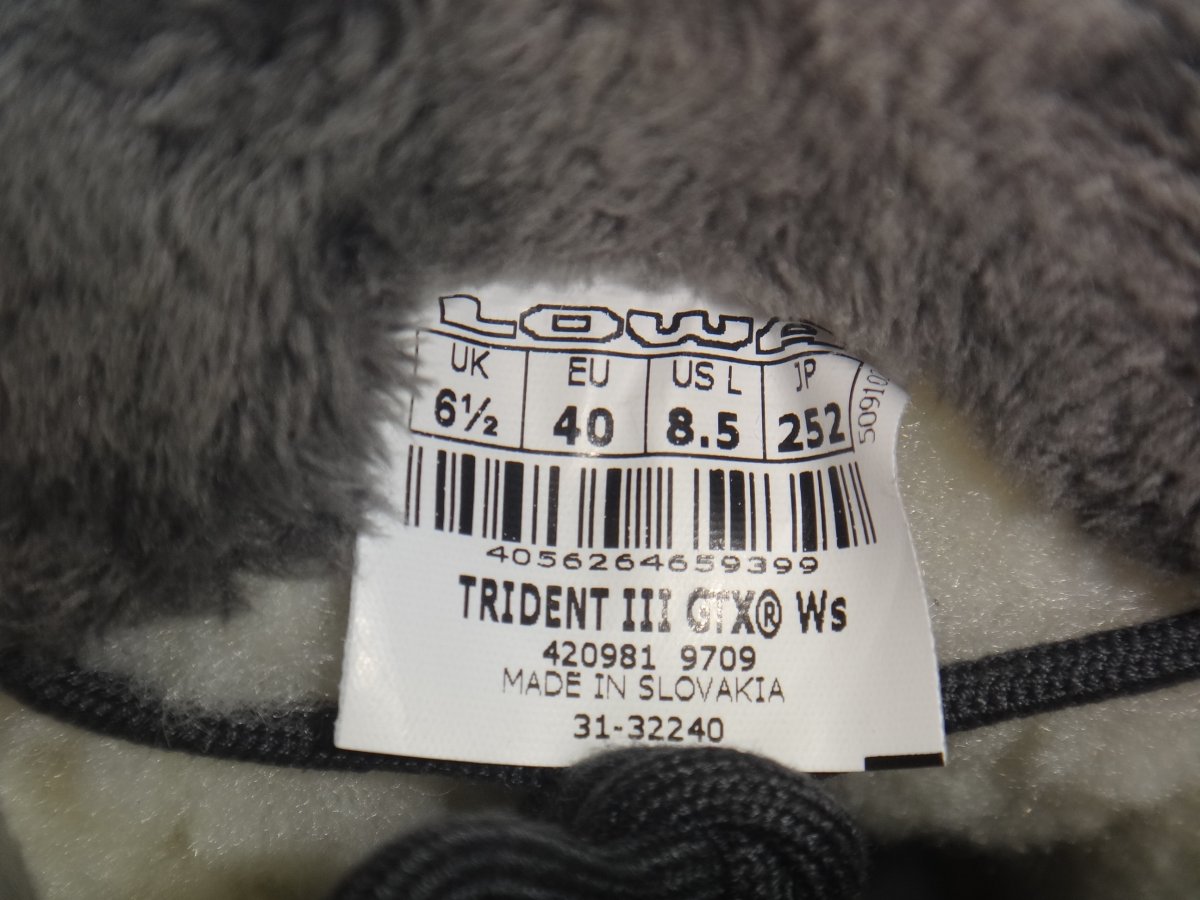 LOWA
UK EU US L JP
6½ 40 8.5 252
4056264659399
TRIDENT III GTX® Ws
420981 9709
MADE IN SLOVAKIA
31-32240